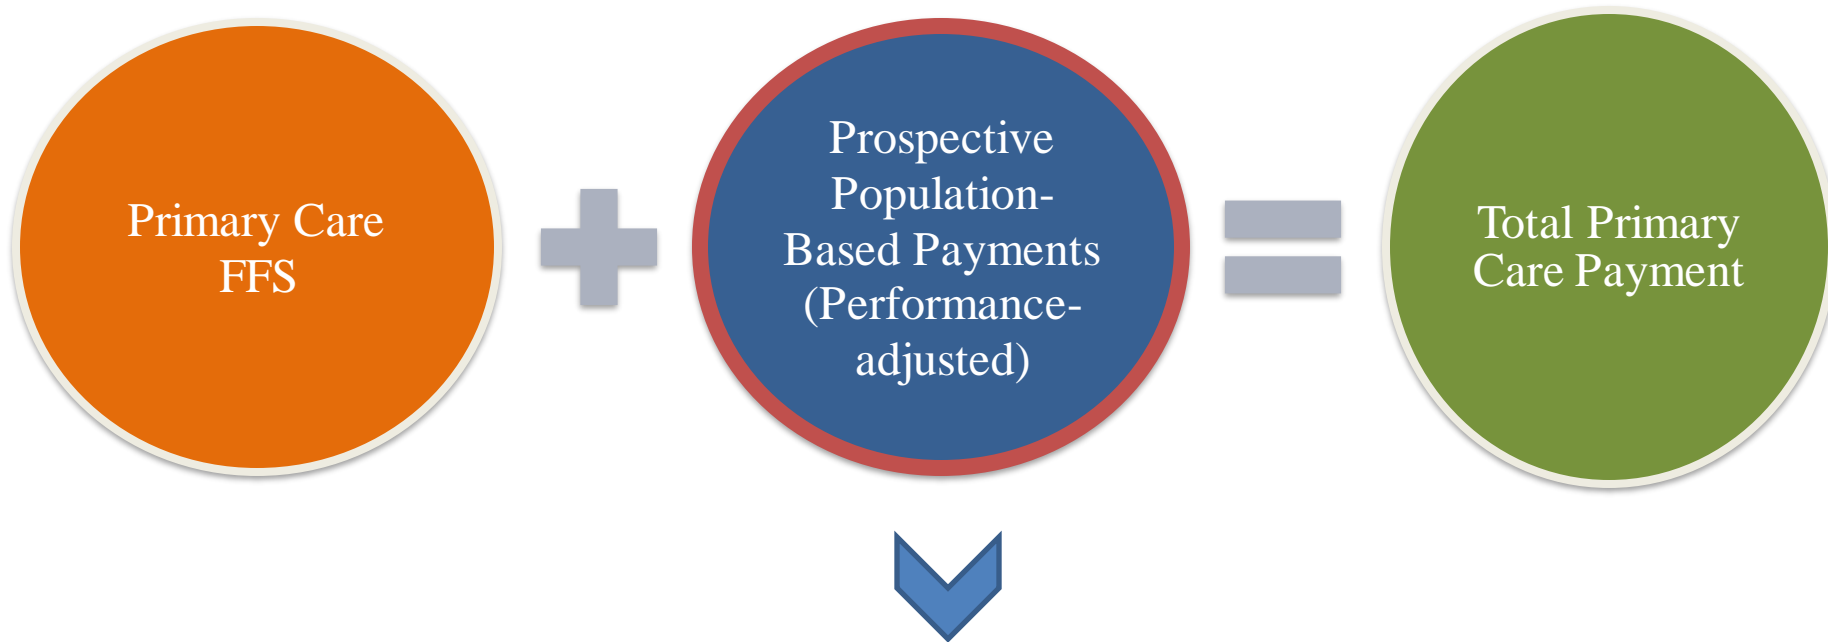 Primary Care
FFS
Prospective
Population-
Based Payments
(Performance-
adjusted)
Total Primary
Care Payment